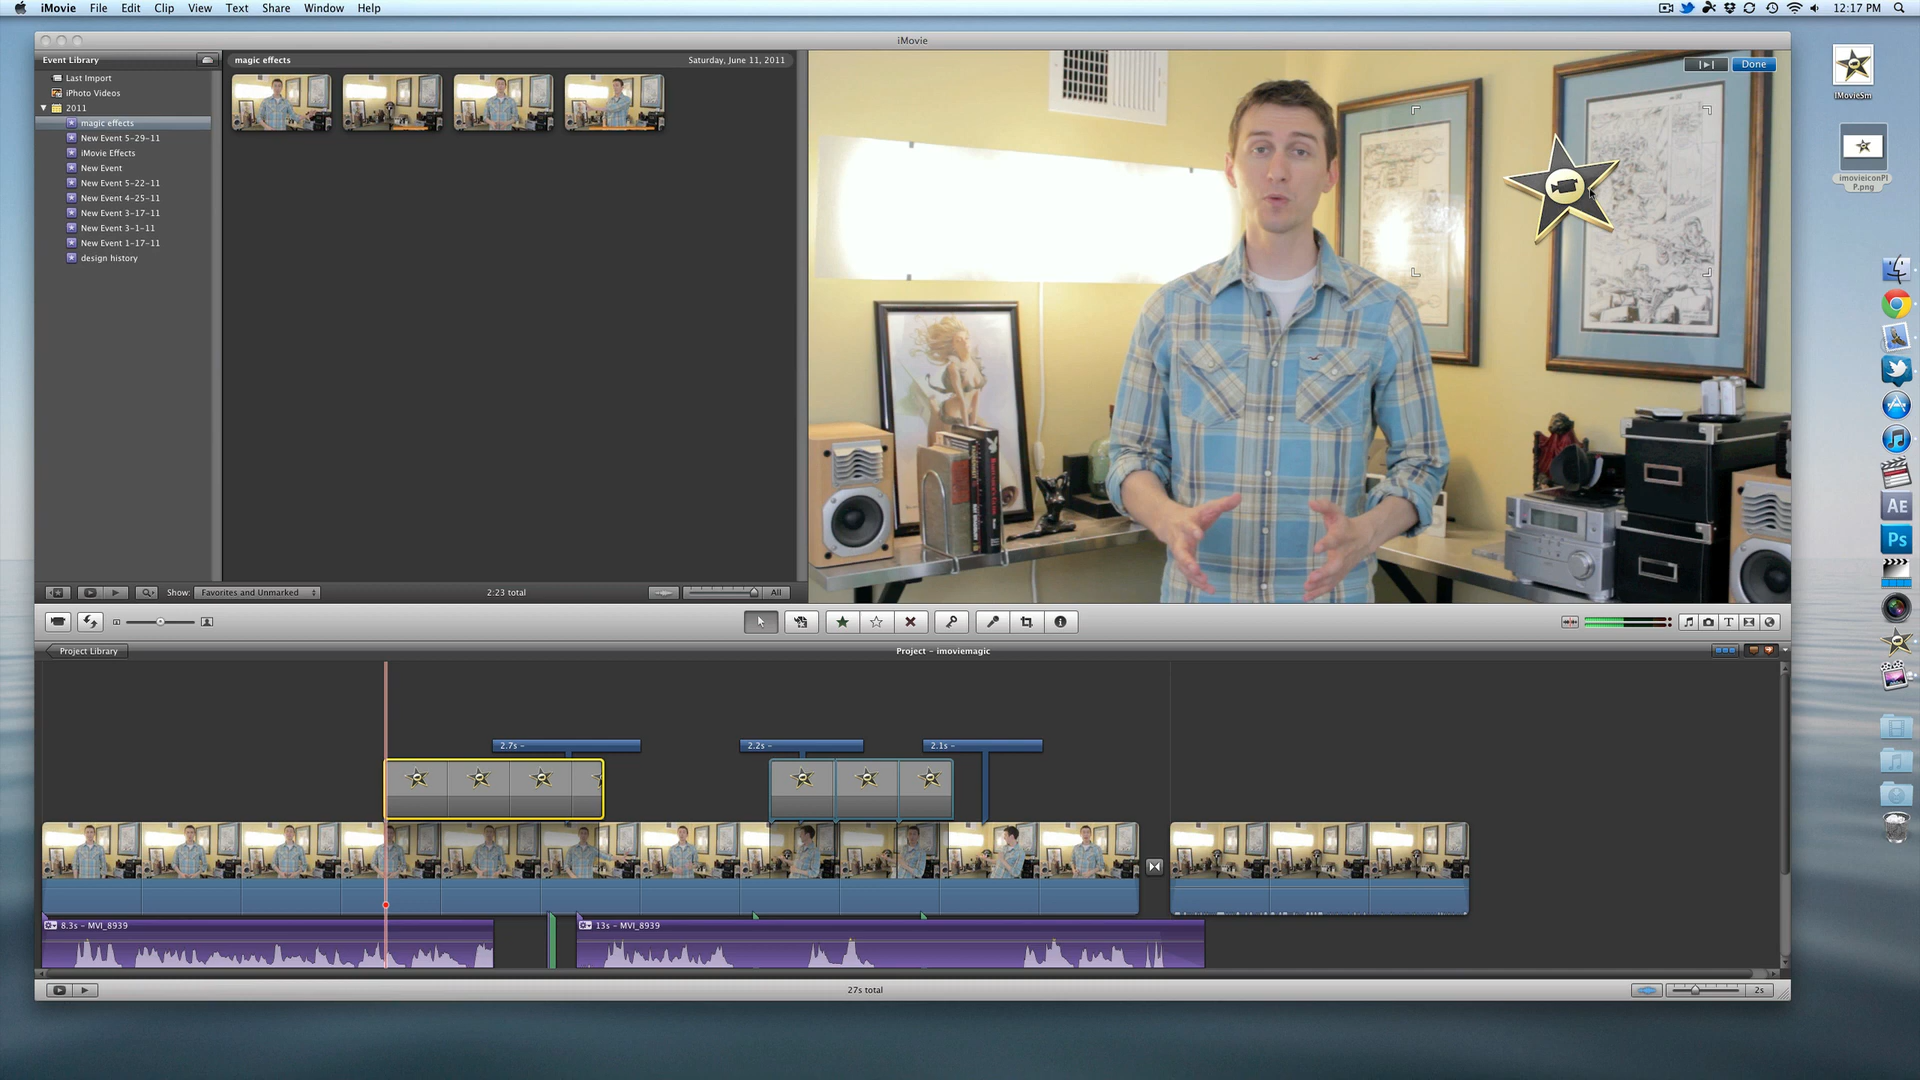 iMovie File Edit Clip View Text Share Window Help
12:17 PM
iMovie
Event Library
Last Import
iPhoto Videos
2011
magic effects
New Event 5-29-11
iMovie Effects
New Event
New Event 5-22-11
New Event 4-25-11
New Event 3-17-11
New Event 3-1-11
New Event 1-17-11
design history
magic effects
Saturday, June 11, 2011
Done
iMovieSm
imovieiconPI
P.png
Show: Favorites and Unmarked
2:23 total
All
Project Library
Project - imoviemagic
2.7s -
2.2s -
2.1s -
8.3s - MVI_8939
13s - MVI_8939
27s total
2s
AE
Ps